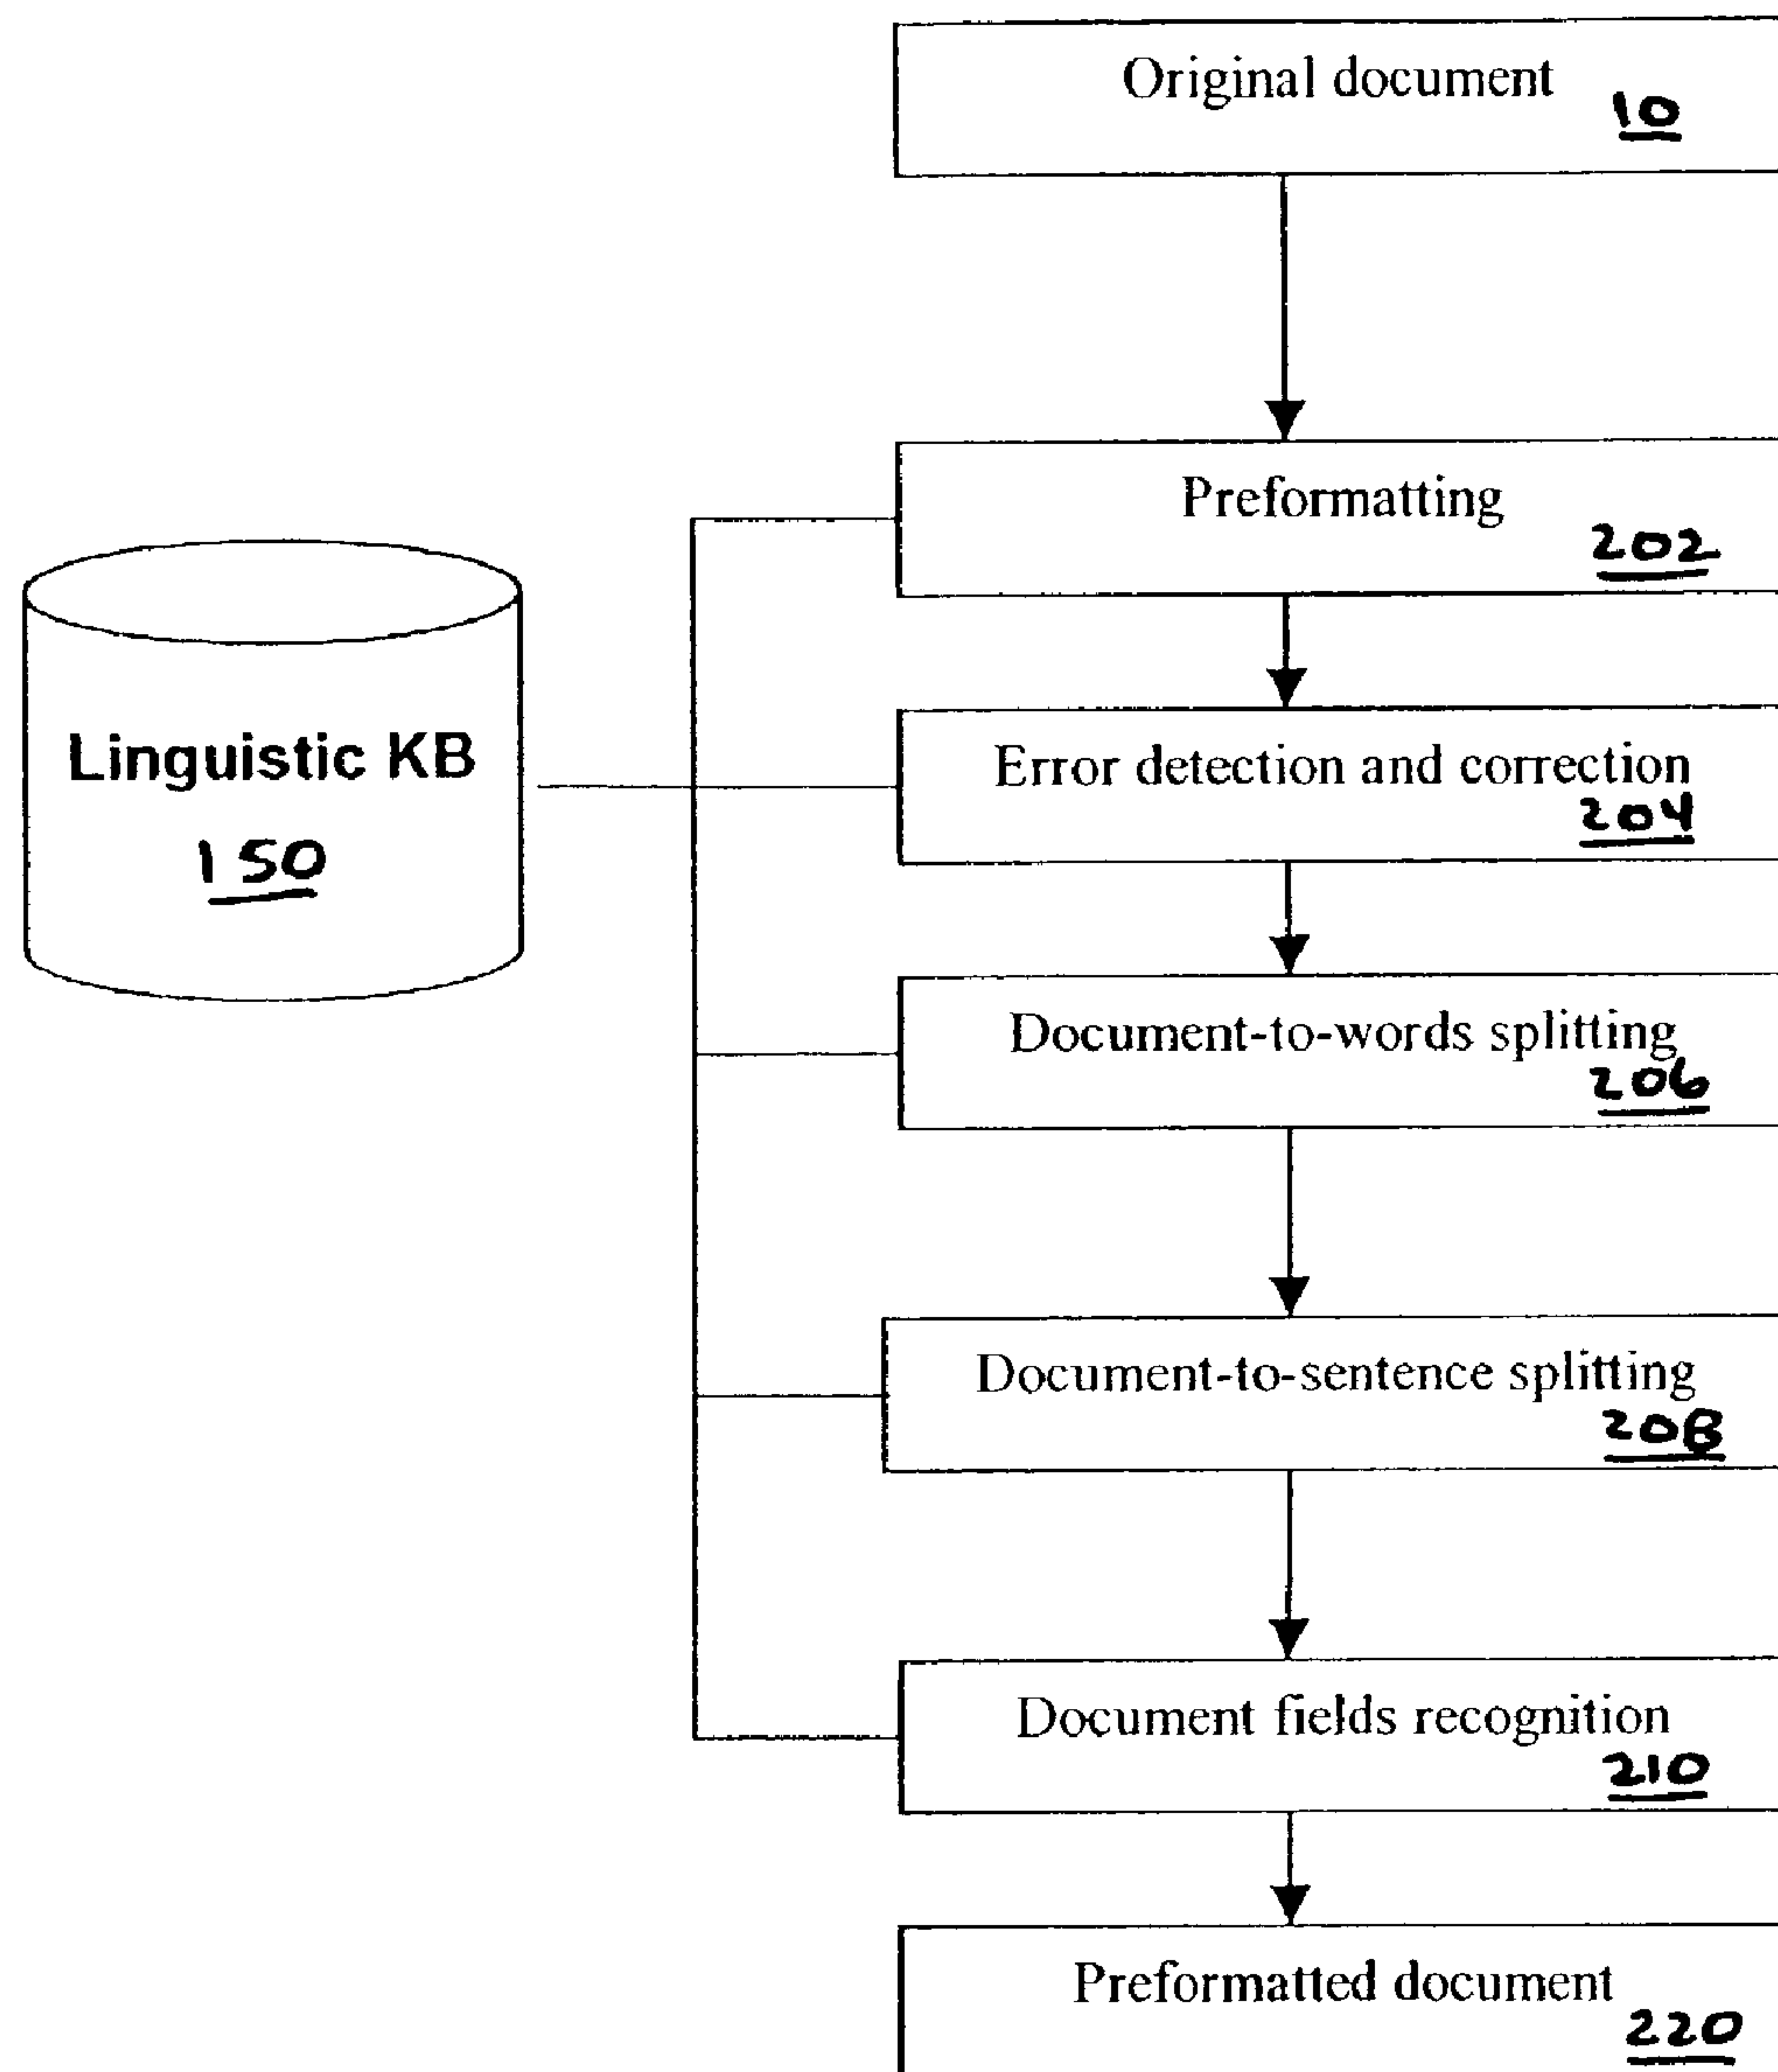 Original document
10
Preformatting
202
Linguistic KB
150
Error detection and correction
204
Document-to-words splitting
206
Document-to-sentence splitting
208
Document fields recognition
210
Preformatted document
220